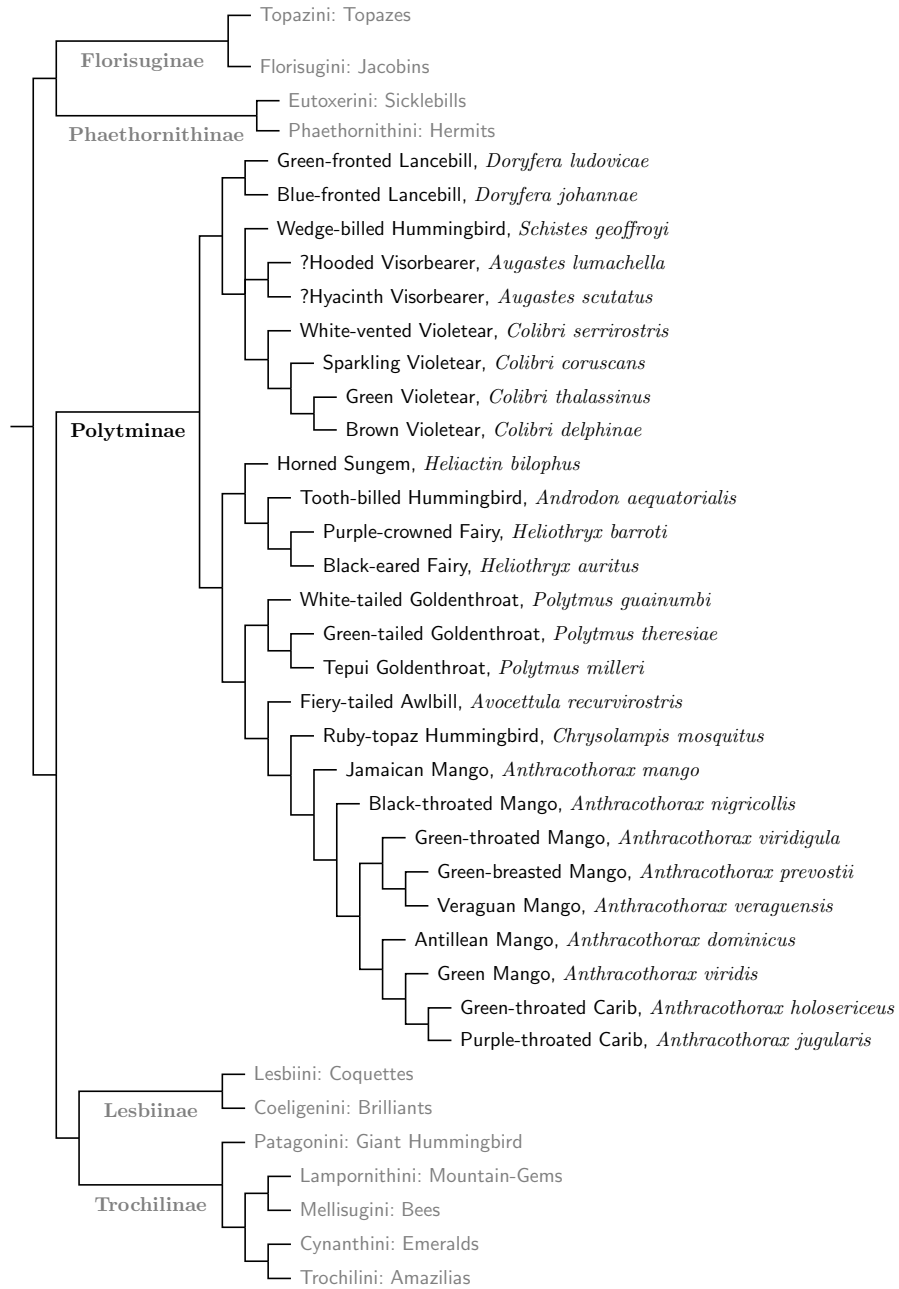 Topazini: Topazes
Florisuginae
Florisugini: Jacobins
Eutoxerini: Sicklebills
Phaethornithinae
Phaethornithini: Hermits
Green-fronted Lancebill, Doryfera ludovicae
Blue-fronted Lancebill, Doryfera johannae
Wedge-billed Hummingbird, Schistes geoffroyi
?Hooded Visorbearer, Augastes lumachella
?Hyacinth Visorbearer, Augastes scutatus
White-vented Violetear, Colibri serrirostris
Sparkling Violetear, Colibri coruscans
Green Violetear, Colibri thalassinus
Polytminae
Brown Violetear, Colibri delphinae
Horned Sungem, Heliactin bilophus
Tooth-billed Hummingbird, Androdon aequatorialis
Purple-crowned Fairy, Heliothryx barroti
Black-eared Fairy, Heliothryx auritus
White-tailed Goldenthroat, Polytmus guainumbi
Green-tailed Goldenthroat, Polytmus theresiae
Tepui Goldenthroat, Polytmus milleri
Fiery-tailed Awlbill, Avocettula recurvirostris
Ruby-topaz Hummingbird, Chrysolampis mosquitus
Jamaican Mango, Anthracothorax mango
Black-throated Mango, Anthracothorax nigricollis
Green-throated Mango, Anthracothorax viridigula
Green-breasted Mango, Anthracothorax prevostii
Veraguan Mango, Anthracothorax veraguensis
Antillean Mango, Anthracothorax dominicus
Green Mango, Anthracothorax viridis
Green-throated Carib, Anthracothorax holosericeus
Purple-throated Carib, Anthracothorax jugularis
Lesbiini: Coquettes
Lesbiinae
Coeligenini: Brilliants
Patagonini: Giant Hummingbird
Lampornithini: Mountain-Gems
Trochilinae
Mellisugini: Bees
Cynanthini: Emeralds
Trochilini: Amazilias